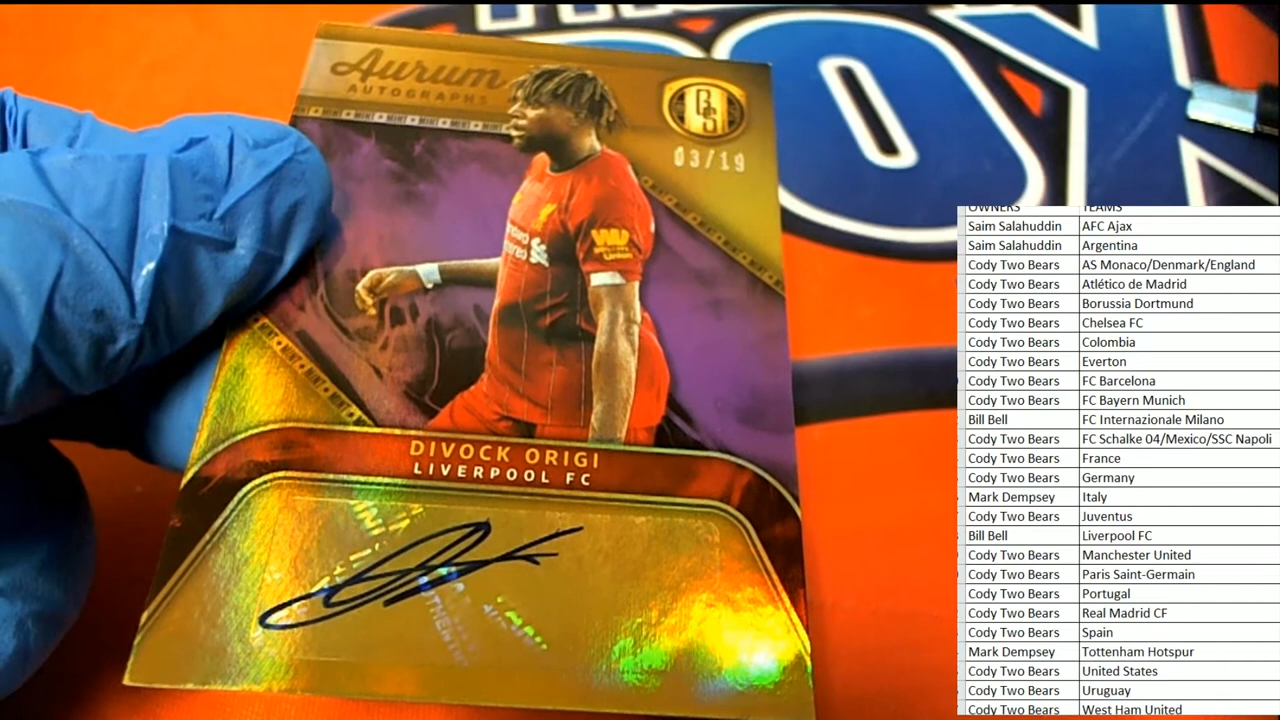 Aurum
AUTOGRAPHS
GS
03/19
MINT MINT MINT MINT MINT
WU
DIVOCK ORIGI
LIVERPOOL FC
OX
OWNERS TEAMS
Saim Salahuddin AFC Ajax
Saim Salahuddin Argentina
Cody Two Bears AS Monaco/Denmark/England
Cody Two Bears Atlético de Madrid
Cody Two Bears Borussia Dortmund
Cody Two Bears Chelsea FC
Cody Two Bears Colombia
Cody Two Bears Everton
Cody Two Bears FC Barcelona
Cody Two Bears FC Bayern Munich
Bill Bell FC Internazionale Milano
Cody Two Bears FC Schalke 04/Mexico/SSC Napoli
Cody Two Bears France
Cody Two Bears Germany
Mark Dempsey Italy
Cody Two Bears Juventus
Bill Bell Liverpool FC
Cody Two Bears Manchester United
Cody Two Bears Paris Saint-Germain
Cody Two Bears Portugal
Cody Two Bears Real Madrid CF
Cody Two Bears Spain
Mark Dempsey Tottenham Hotspur
Cody Two Bears United States
Cody Two Bears Uruguay
Cody Two Bears West Ham United